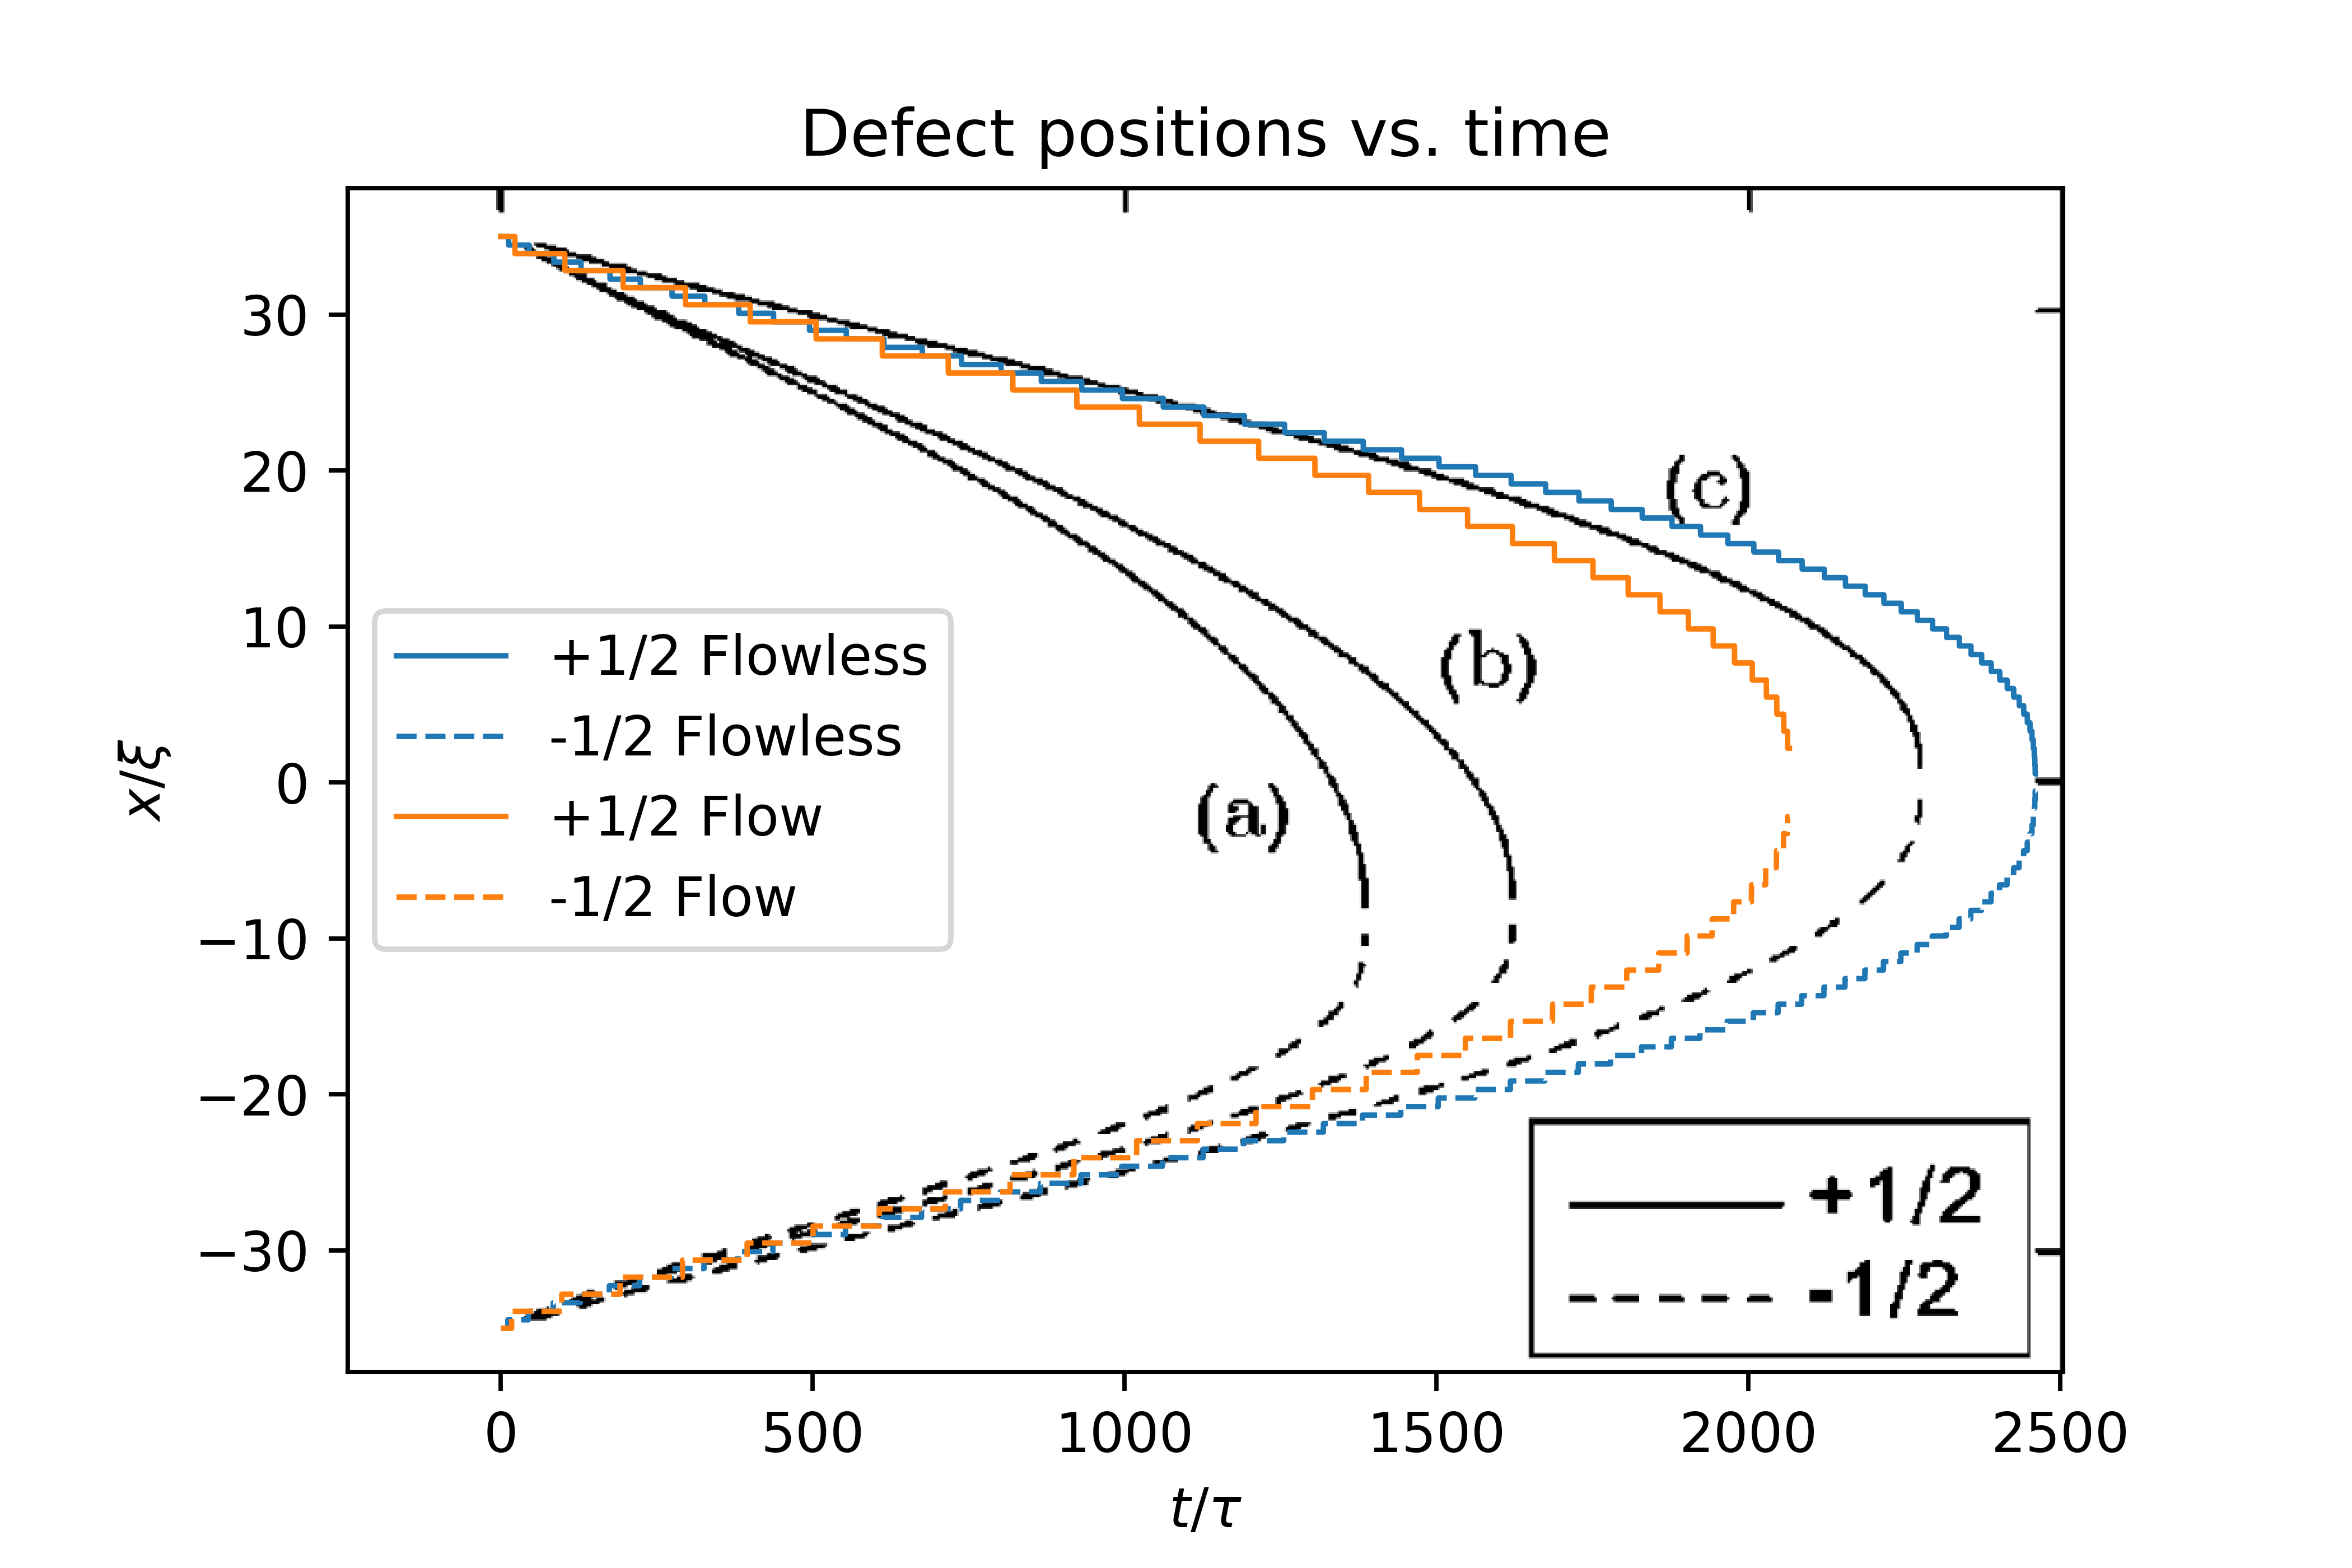 Defect positions vs. time
30
20
10
0
−10
−20
−30
x/ξ
+1/2 Flowless
-1/2 Flowless
+1/2 Flow
-1/2 Flow
(c)
(b)
(a)
+1/2
-1/2
0 500 1000 1500 2000 2500
t/τ